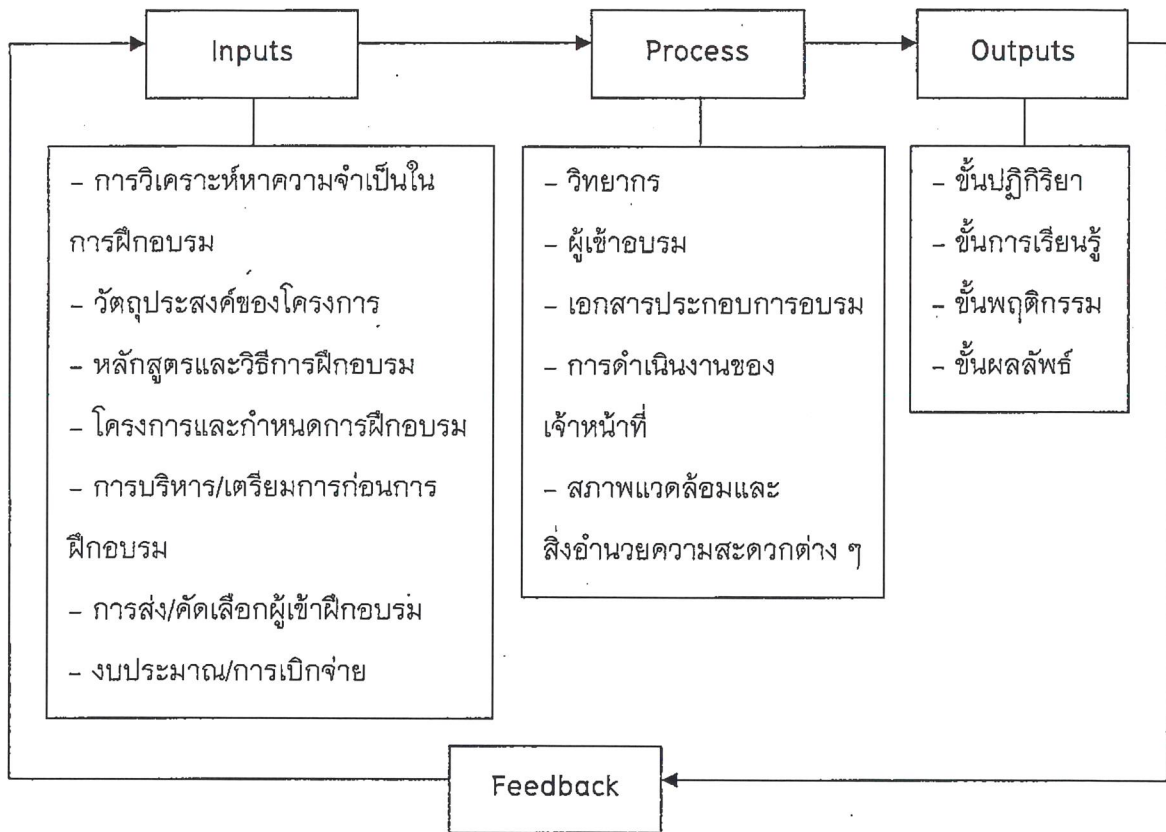 Inputs
Process
Outputs
– การวิเคราะห์หาความจำเป็นใน
การฝึกอบรม
– วัตถุประสงค์ของโครงการ
– หลักสูตรและวิธีการฝึกอบรม
– โครงการและกำหนดการฝึกอบรม
– การบริหาร/เตรียมการก่อนการ
ฝึกอบรม
– การส่ง/คัดเลือกผู้เข้าฝึกอบรม
– งบประมาณ/การเบิกจ่าย
– วิทยากร
– ผู้เข้าอบรม
– เอกสารประกอบการอบรม
– การดำเนินงานของ
เจ้าหน้าที่
– สภาพแวดล้อมและ
สิ่งอำนวยความสะดวกต่าง ๆ
– ขั้นปฏิกิริยา
– ขั้นการเรียนรู้
– ขั้นพฤติกรรม
– ขั้นผลลัพธ์
Feedback